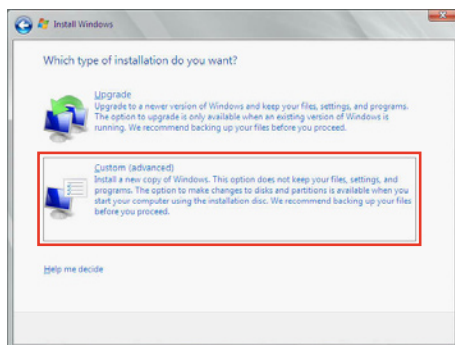 Install Windows
Which type of installation do you want?
Upgrade
Upgrade to a newer version of Windows and keep your files, settings, and programs.
The option to upgrade is only available when an existing version of Windows is
running. We recommend backing up your files before you proceed.
Custom (advanced)
Install a new copy of Windows. This option does not keep your files, settings, and
programs. The option to make changes to disks and partitions is available when you
start your computer using the installation disc. We recommend backing up your files
before you proceed.
Help me decide